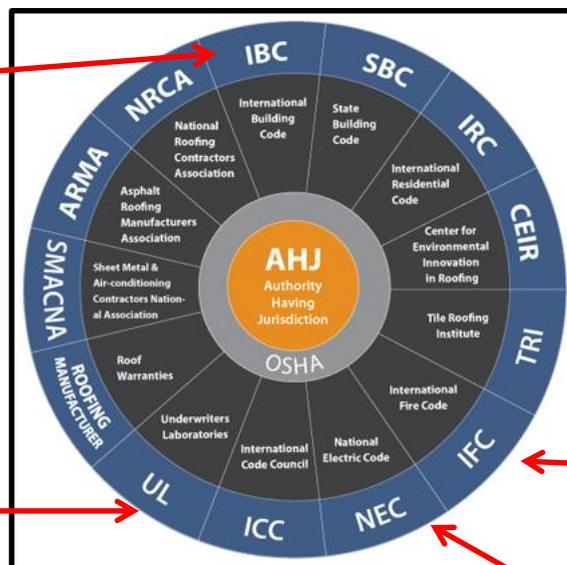 IBC
International
Building
Code
SBC
State
Building
Code
IRC
International
Residential
Code
CEIR
Center for
Environmental
Innovation
in Roofing
TRI
Tile Roofing
Institute
IFC
International
Fire Code
NEC
National
Electric Code
ICC
International
Code Council
UL
Underwriters
Laboratories
ROOFING
MANUFACTURER
Roof
Warranties
SMACNA
Sheet Metal &
Air-conditioning
Contractors Nation-
al Association
ARMA
Asphalt
Roofing
Manufacturers
Association
NRCA
National
Roofing
Contractors
Association
AHJ
Authority
Having
Jurisdiction
OSHA